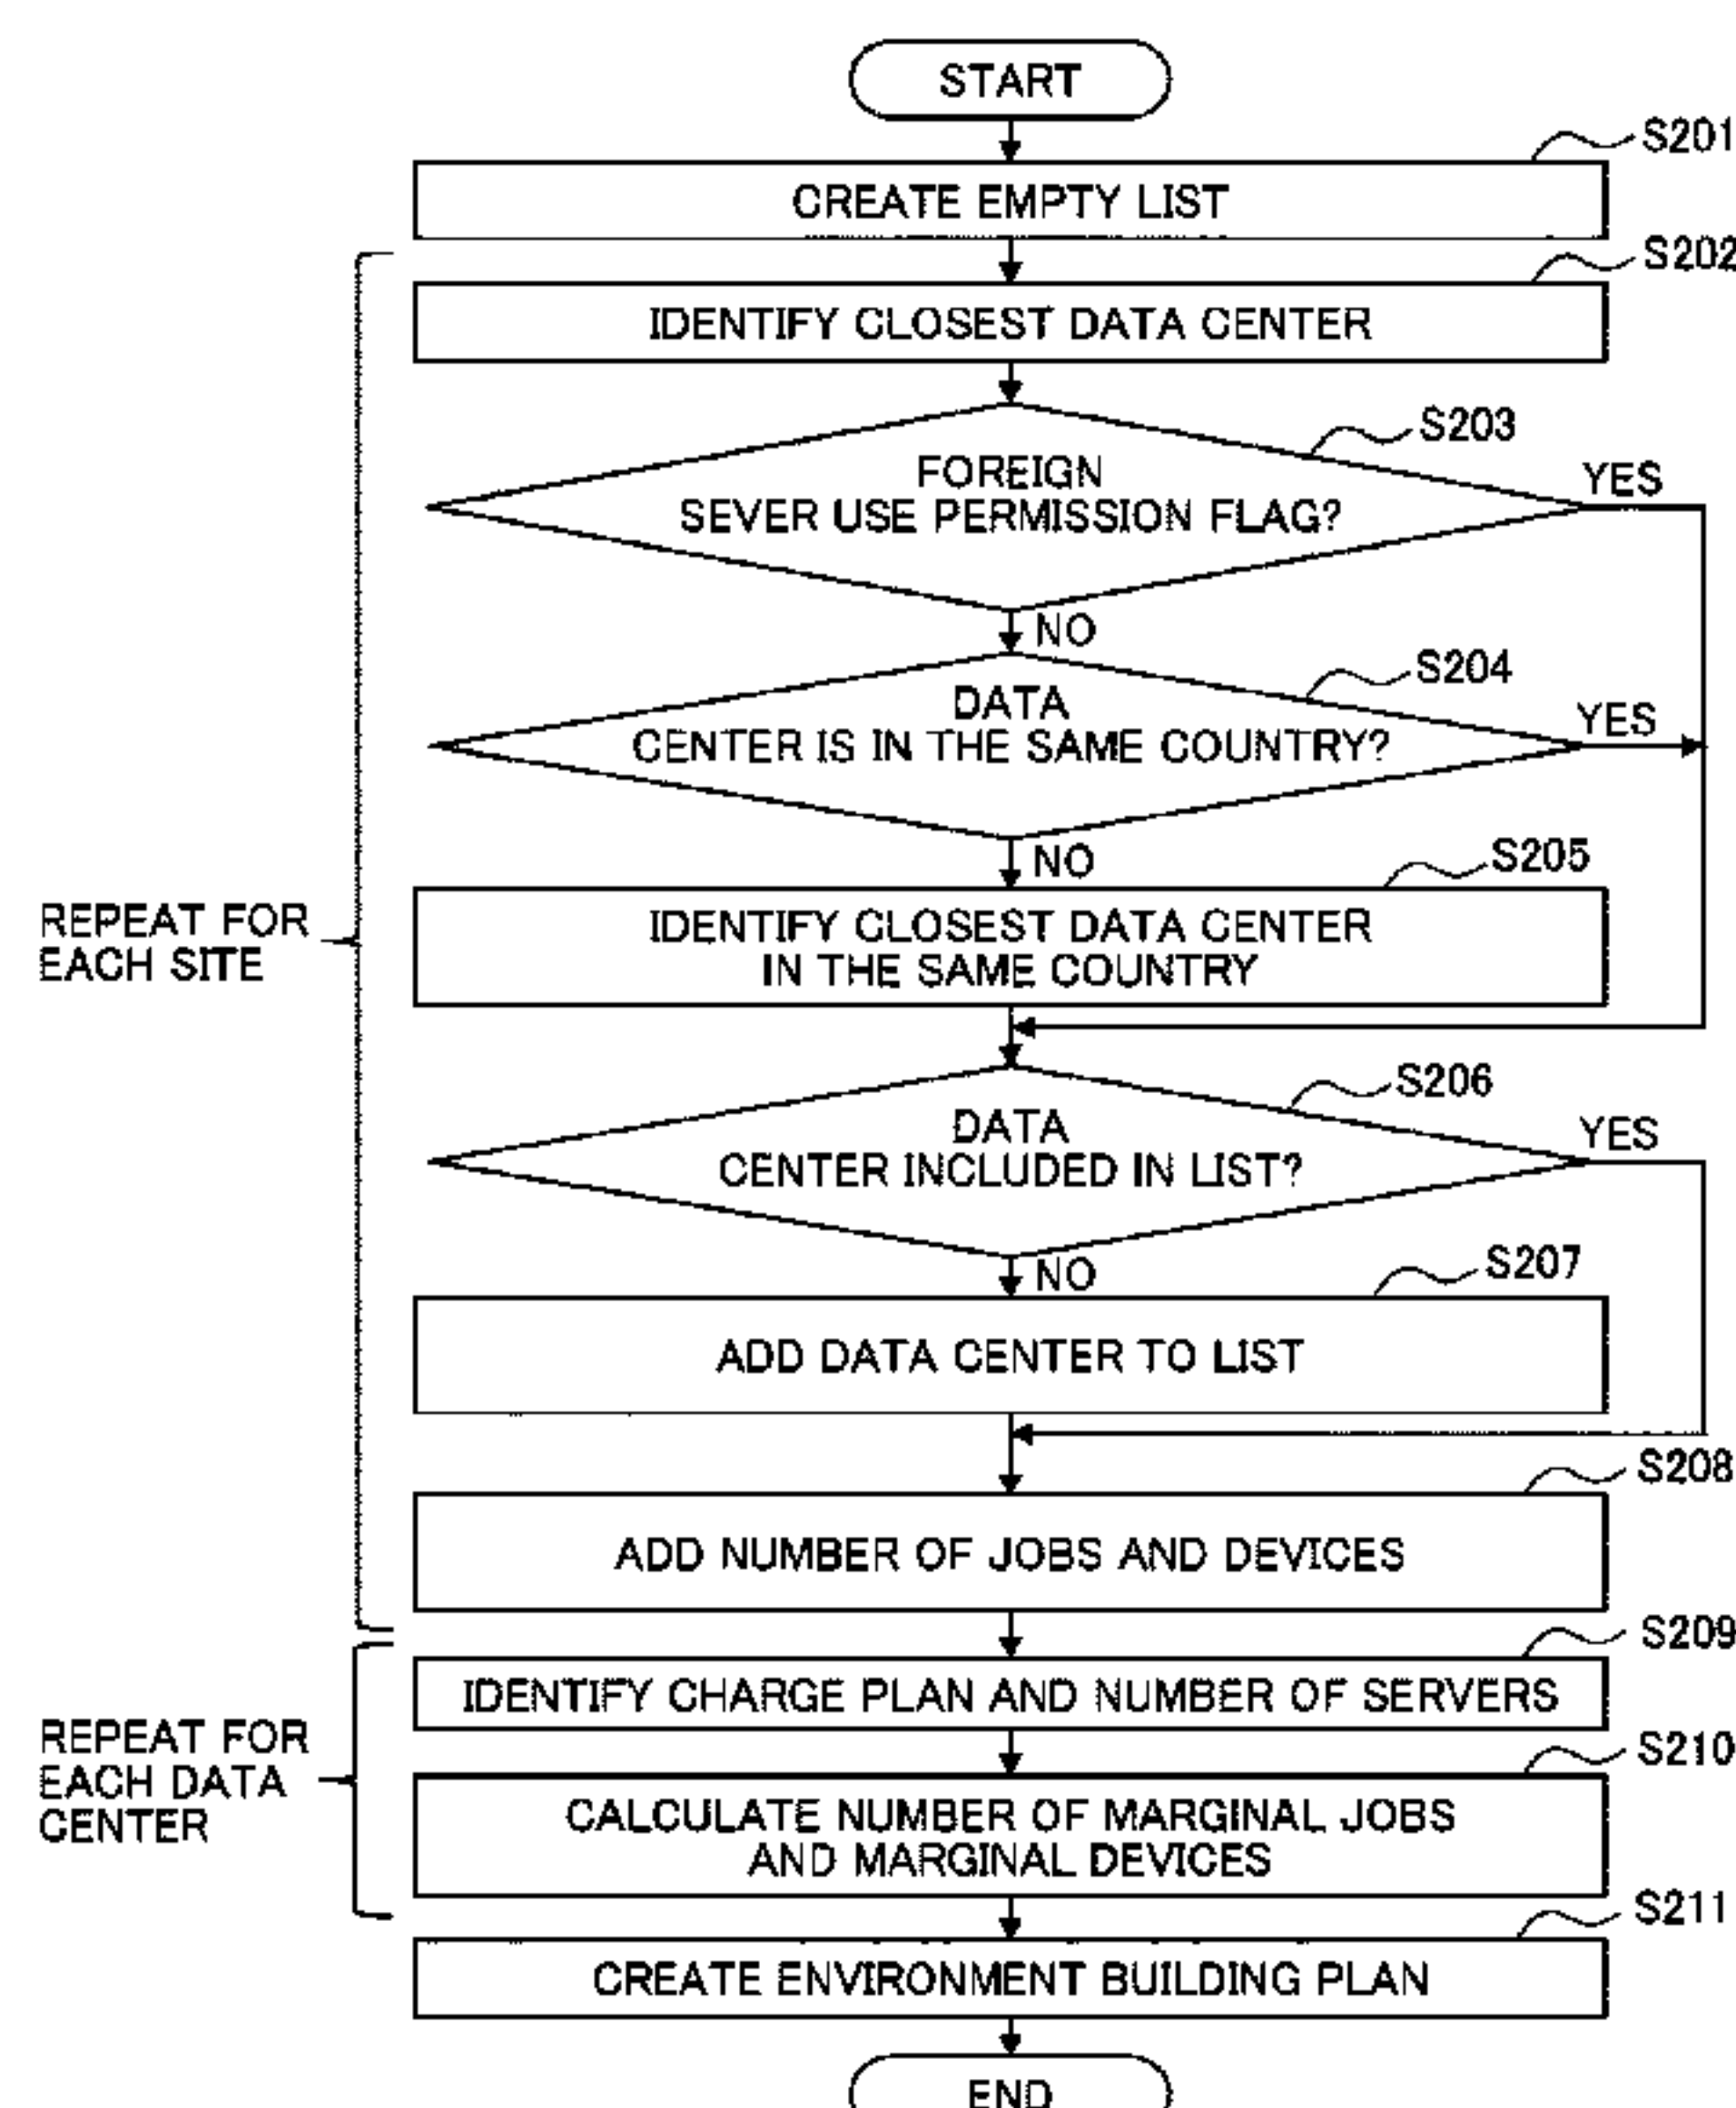 START
S201
CREATE EMPTY LIST
S202
IDENTIFY CLOSEST DATA CENTER
S203
FOREIGN
SEVER USE PERMISSION FLAG?
YES
NO
S204
DATA
CENTER IS IN THE SAME COUNTRY?
YES
NO
S205
IDENTIFY CLOSEST DATA CENTER
IN THE SAME COUNTRY
REPEAT FOR
EACH SITE
S206
DATA
CENTER INCLUDED IN LIST?
YES
NO
S207
ADD DATA CENTER TO LIST
S208
ADD NUMBER OF JOBS AND DEVICES
S209
IDENTIFY CHARGE PLAN AND NUMBER OF SERVERS
REPEAT FOR
EACH DATA
CENTER
S210
CALCULATE NUMBER OF MARGINAL JOBS
AND MARGINAL DEVICES
S211
CREATE ENVIRONMENT BUILDING PLAN
END